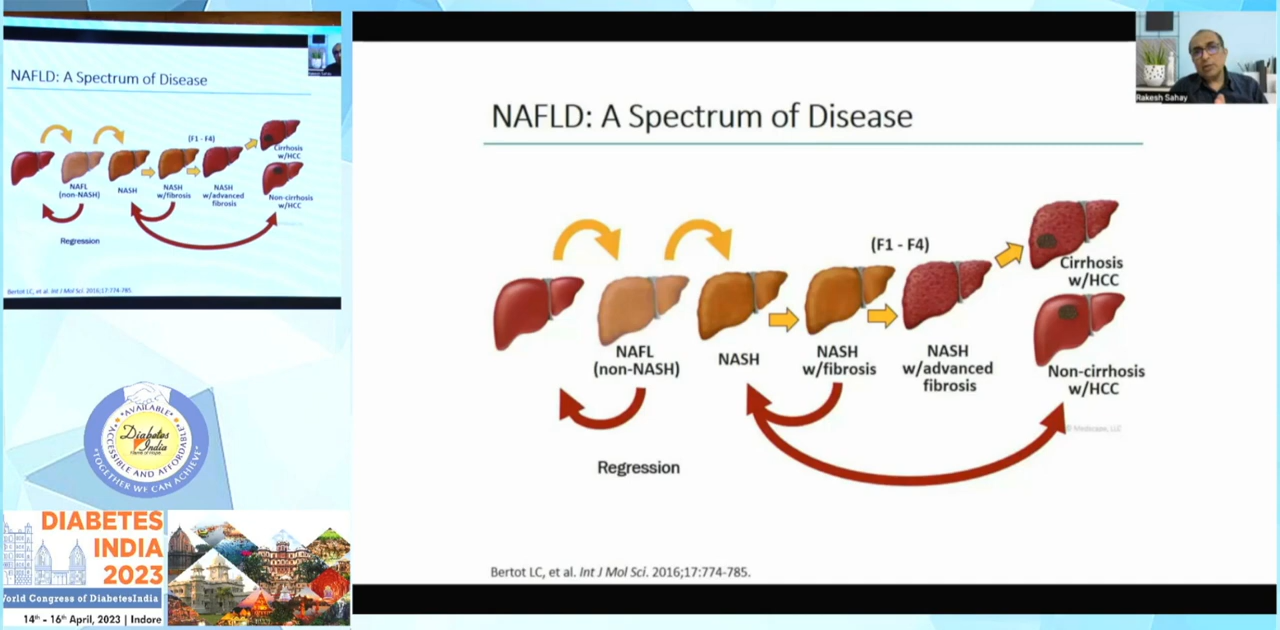 NAFLD: A Spectrum of Disease
(F1 - F4)
Cirrhosis
w/HCC
NAFL
(non-NASH)
NASH
NASH
w/fibrosis
NASH
w/advanced
fibrosis
Non-cirrhosis
w/HCC
Regression
Bertot LC, et al. Int J Mol Sci. 2016;17:774-785.
Rakesh Sahay
NAFLD: A Spectrum of Disease
(F1 - F4)
Cirrhosis
w/HCC
NAFL
(non-NASH)
NASH
NASH
w/fibrosis
NASH
w/advanced
fibrosis
Non-cirrhosis
w/HCC
© Medscape, LLC
Regression
Bertot LC, et al. Int J Mol Sci. 2016;17:774-785.
*AVAILABLE*
ACCESSIBLE AND AFFORDABLE
*TOGETHER WE CAN ACHIEVE*
Diabetes
India
DIABETES
INDIA
2023
World Congress of DiabetesIndia
14th - 16th April, 2023 | Indore